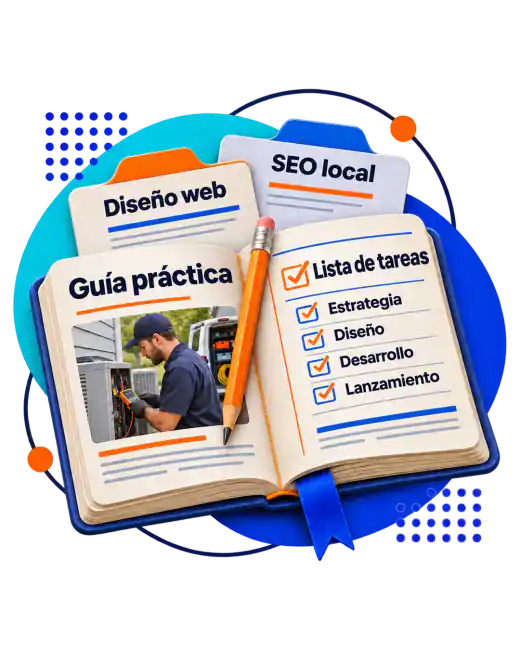 Diseño web
SEO local
Guía práctica
Lista de tareas
Estrategia
Diseño
Desarrollo
Lanzamiento